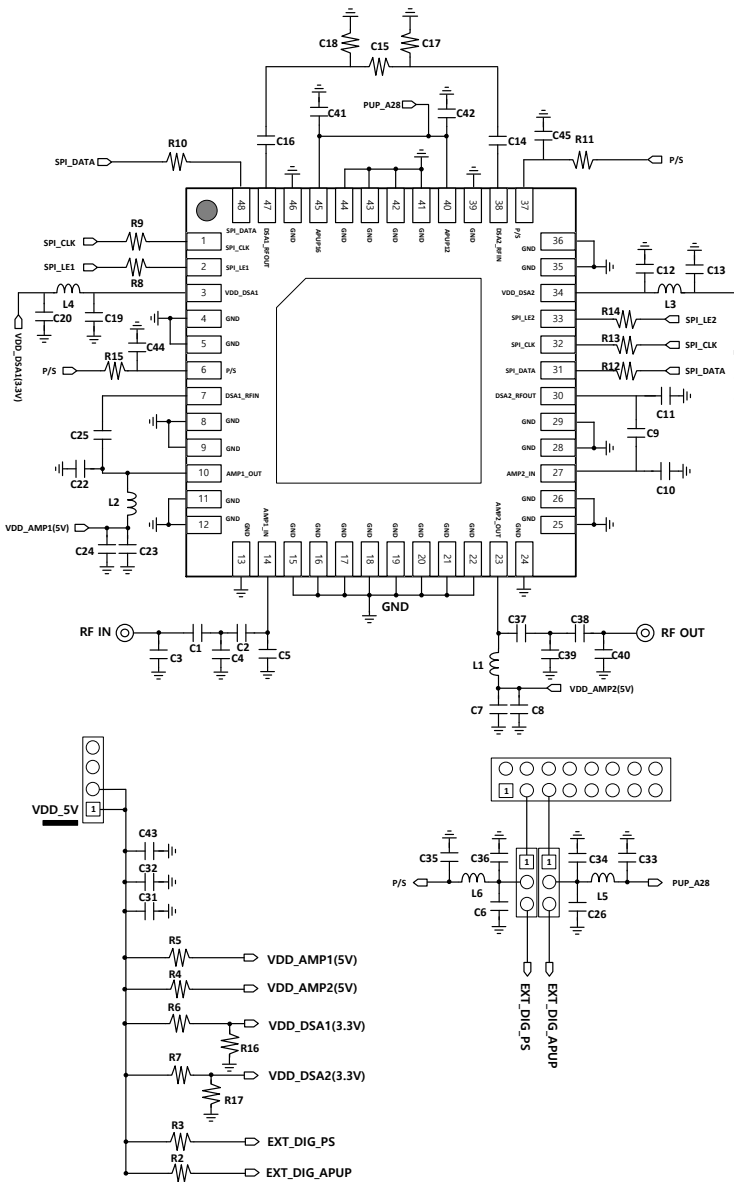 C18
C15
C17
C41
PUP_A28
C42
C16
C14
C45
R11
R10
SPI_DATA
P/S
48
47
46
45
44
43
42
41
40
39
38
37
SPI_DATA
DSA1_RFOUT
GND
APUP16
GND
GND
GND
GND
APUP12
GND
DSA2_RFIN
P/S
R9
SPI_CLK
1
SPI_CLK
GND
36
SPI_LE1
R8
2
SPI_LE1
GND
35
C12
C13
L4
3
VDD_DSA1
VDD_DSA2
34
L3
C20
C19
VDD_DSA1(3.3V)
4
GND
SPI_LE2
33
R14
SPI_LE2
C44
5
GND
SPI_CLK
32
R13
SPI_CLK
R15
P/S
6
P/S
SPI_DATA
31
R12
SPI_DATA
7
DSA1_RFIN
DSA2_RFOUT
30
C11
C25
8
GND
GND
29
C9
9
GND
GND
28
C22
10
AMP1_OUT
AMP2_IN
27
C10
L2
11
GND
GND
26
VDD_AMP1(5V)
12
GND
GND
25
C24
C23
GND
AMP1_IN
GND
GND
GND
GND
GND
GND
GND
GND
AMP2_OUT
GND
13
14
15
16
17
18
19
20
21
22
23
24
GND
RF IN
C1
C2
C3
C4
C5
C37
C38
RF OUT
C39
C40
L1
VDD_AMP2(5V)
C7
C8
VDD_5V
1
1
C43
C32
C31
C35
C36
1
1
C34
C33
P/S
L6
L5
PUP_A28
C6
C26
EXT_DIG_PS
EXT_DIG_APUP
R5
VDD_AMP1(5V)
R4
VDD_AMP2(5V)
R6
VDD_DSA1(3.3V)
R16
R7
VDD_DSA2(3.3V)
R17
R3
EXT_DIG_PS
R2
EXT_DIG_APUP